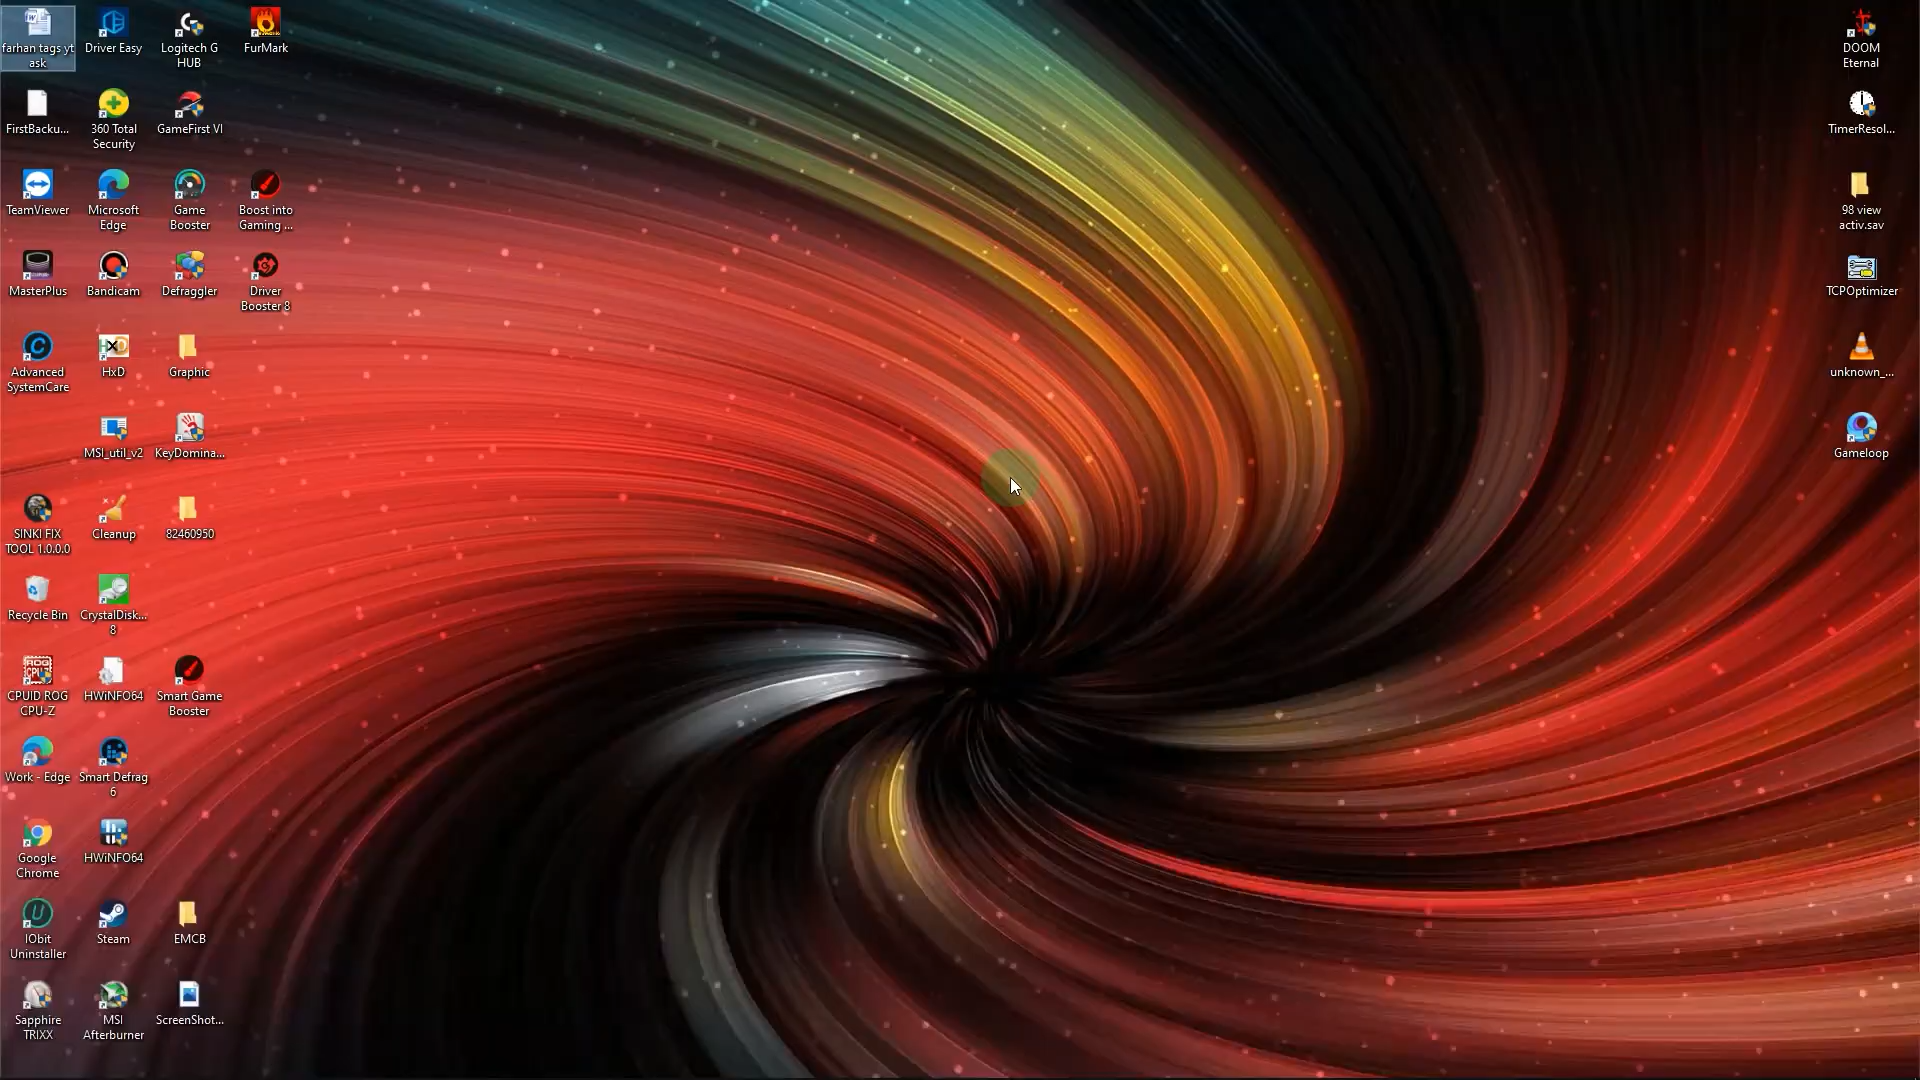 farhan tags yt
ask
Driver Easy
Logitech G
HUB
FurMark
DOOM
Eternal
FirstBacku...
360 Total
Security
GameFirst VI
TimerResol...
TeamViewer
Microsoft
Edge
Game
Booster
Boost into
Gaming ...
98 view
activ.sav
MasterPlus
Bandicam
Defraggler
Driver
Booster 8
TCPOptimizer
Advanced
SystemCare
HxD
Graphic
unknown_...
MSI_util_v2
KeyDomina...
Gameloop
SINKI FIX
TOOL 1.0.0.0
Cleanup
82460950
Recycle Bin
CrystalDisk...
8
CPUID ROG
CPU-Z
HWiNFO64
Smart Game
Booster
Work - Edge
Smart Defrag
6
Google
Chrome
HWiNFO64
IObit
Uninstaller
Steam
EMCB
Sapphire
TRIXX
MSI
Afterburner
ScreenShot...